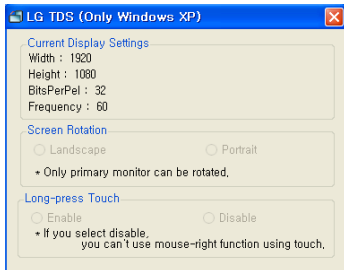 LG TDS (Only Windows XP)
Current Display Settings
Width : 1920
Height : 1080
BitsPerPel : 32
Frequency : 60
Screen Rotation
Landscape Portrait
* Only primary monitor can be rotated,
Long-press Touch
Enable Disable
* If you select disable,
you can't use mouse-right function using touch,